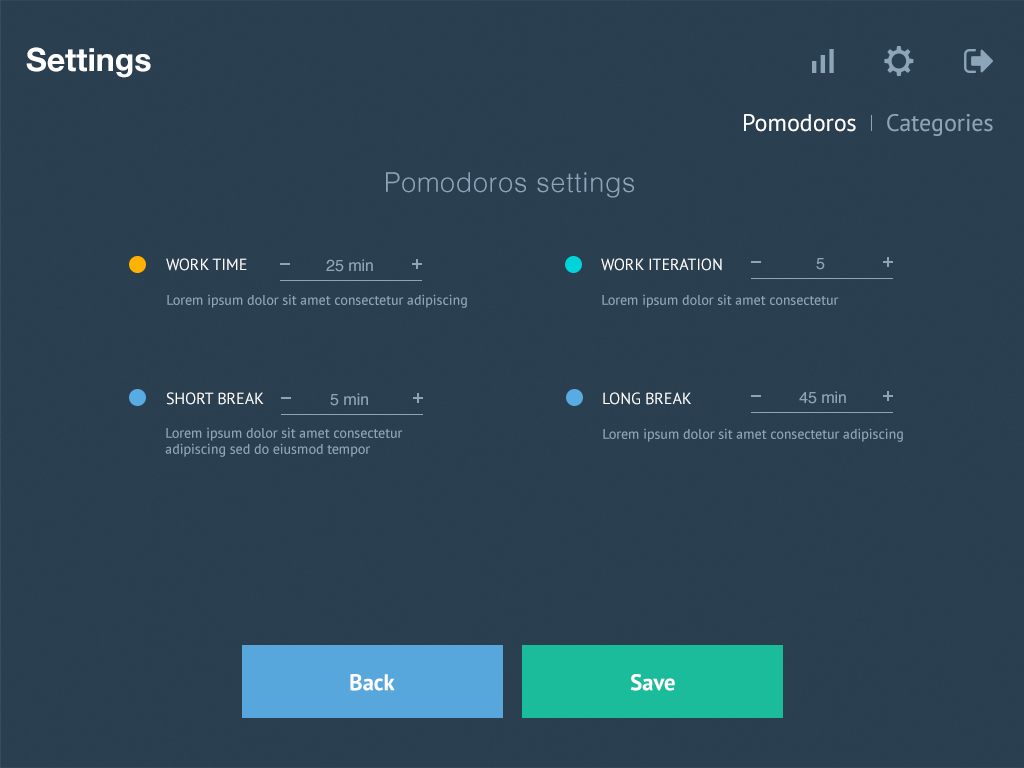 Settings
Pomodoros | Categories
Pomodoros settings
WORK TIME − 25 min +
Lorem ipsum dolor sit amet consectetur adipiscing
WORK ITERATION − 5 +
Lorem ipsum dolor sit amet consectetur
SHORT BREAK − 5 min +
Lorem ipsum dolor sit amet consectetur
adipiscing sed do eiusmod tempor
LONG BREAK − 45 min +
Lorem ipsum dolor sit amet consectetur adipiscing
Back
Save